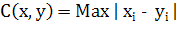 C(x, y) = Max | xᵢ - yᵢ |